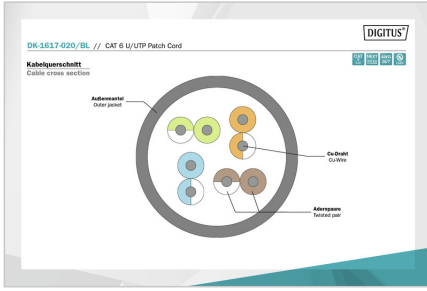 DIGITUS®
DK-1617-020/BL // CAT 6 U/UTP Patch Cord
Kabelquerschnitt
Cable cross section
Außenmantel
Outer jacket
Cu-Draht
Cu-Wire
Adernpaare
Twisted pair